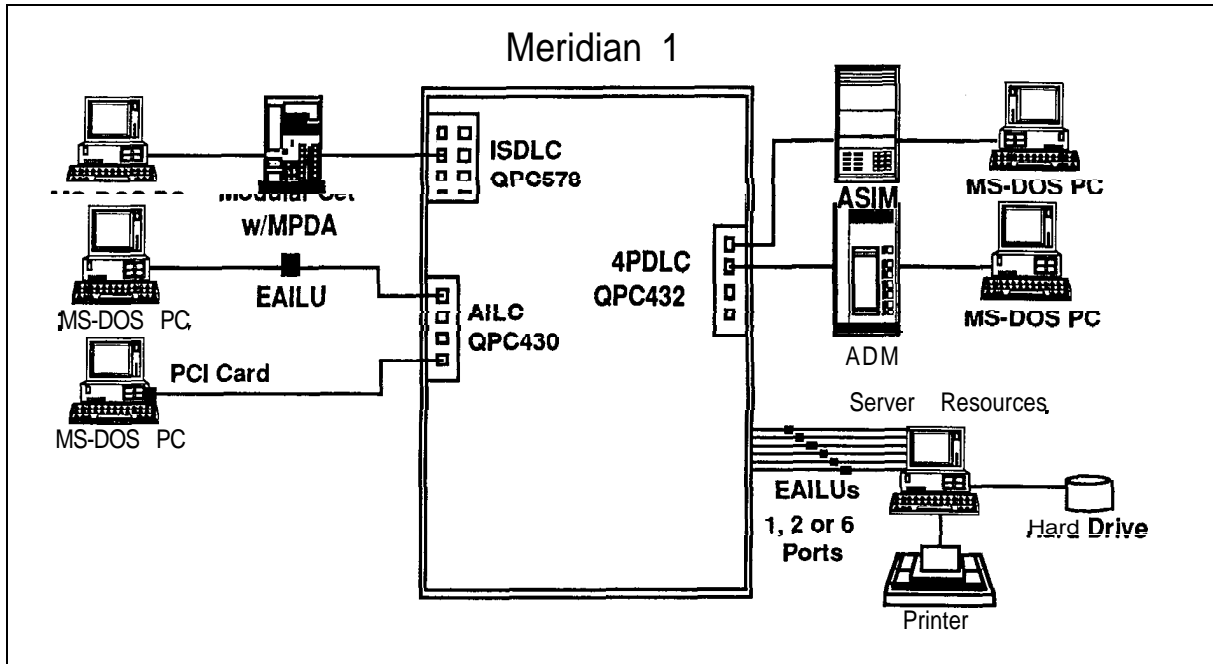 Meridian 1
ISDLC
QPC578
w/MPDA
MS-DOS PC
EAILU
AILC
QPC430
MS-DOS PC
PCI Card
ASIM
MS-DOS PC
4PDLC
QPC432
ADM
MS-DOS PC
Server Resources
EAILUs
1, 2 or 6
Ports
Hard Drive
Printer